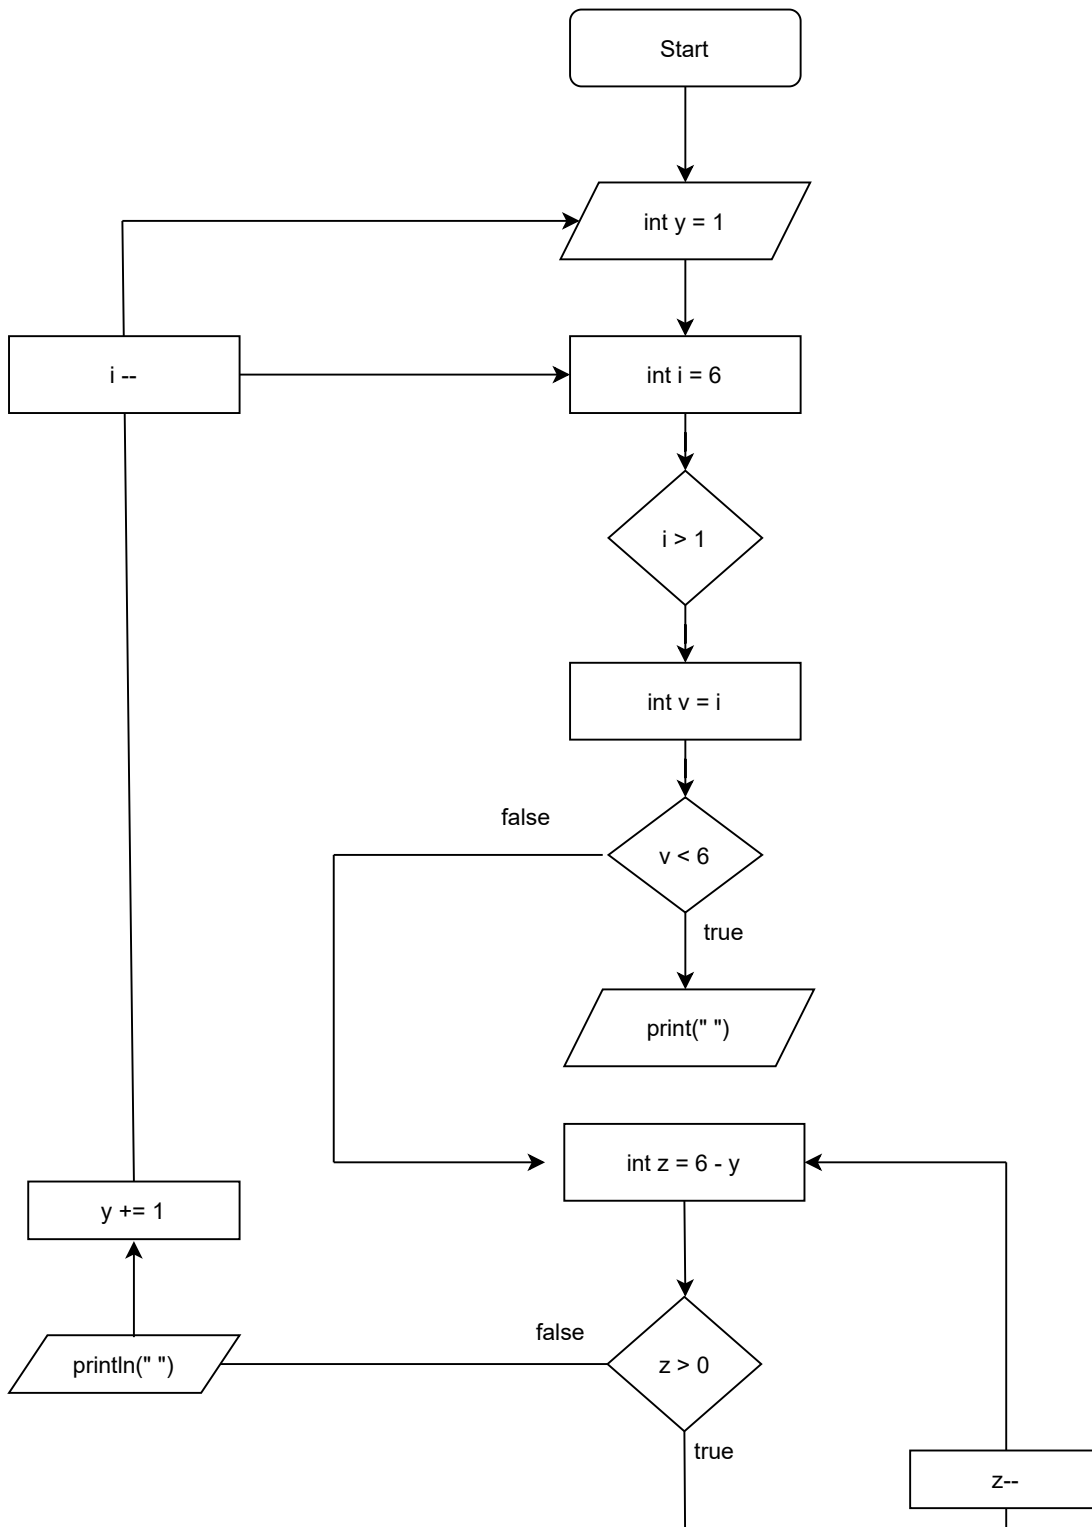 Start
int y = 1
i --
int i = 6
i > 1
int v = i
false
v < 6
true
print(" ")
int z = 6 - y
y += 1
false
println(" ")
z > 0
true
z--